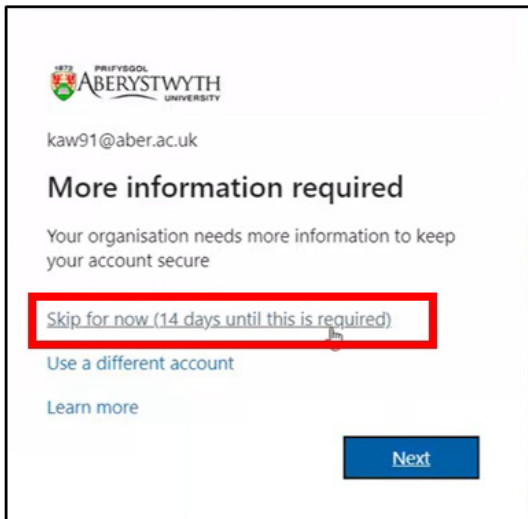 1872 PRIFYSGOL
ABERYSTWYTH
UNIVERSITY
kaw91@aber.ac.uk
More information required
Your organisation needs more information to keep
your account secure
Skip for now (14 days until this is required)
Use a different account
Learn more
Next